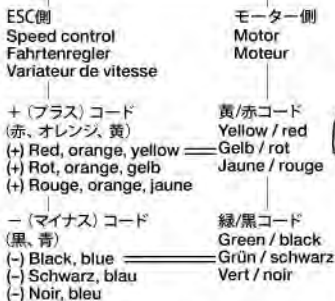 ESC側
Speed control
Fahrtenregler
Variateur de vitesse
モーター側
Motor
Moteur
+（プラス）コード
(赤、オレンジ、黄)
(+) Red, orange, yellow
(+) Rot, orange, gelb
(+) Rouge, orange, jaune
黄/赤コード
Yellow / red
Gelb / rot
Jaune / rouge
－（マイナス）コード
(黒、青)
(-) Black, blue
(-) Schwarz, blau
(-) Noir, bleu
緑/黒コード
Green / black
Grün / schwarz
Vert / noir